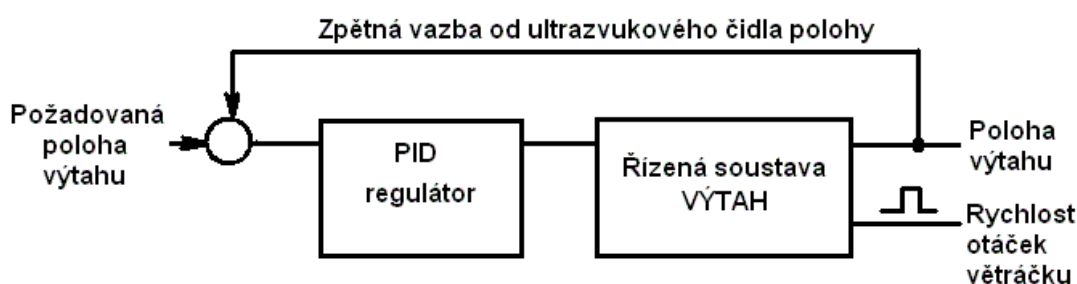 Zpětná vazba od ultrazvukového čidla polohy
Požadovaná
poloha
výtahu
PID
regulátor
Řízená soustava
VÝTAH
Poloha
výtahu
Rychlost
otáček
větráčku